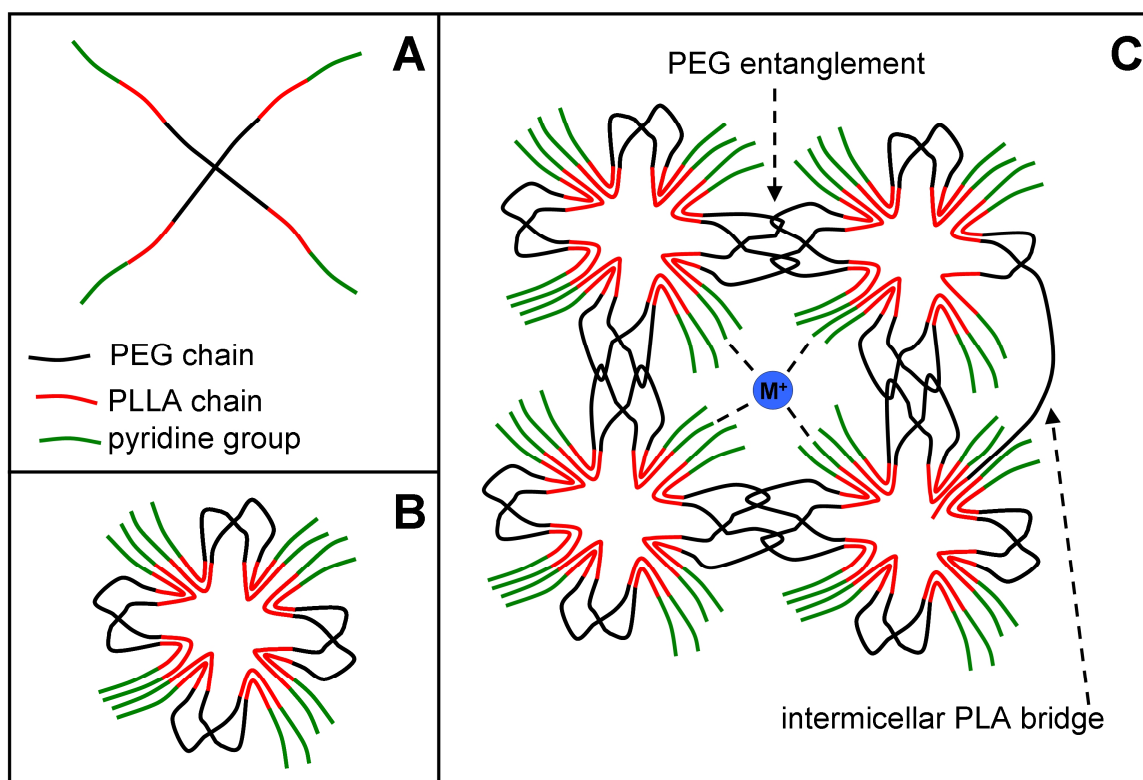 A
PEG chain
PLLA chain
pyridine group
B
C
PEG entanglement
M⁺
intermicellar PLA bridge